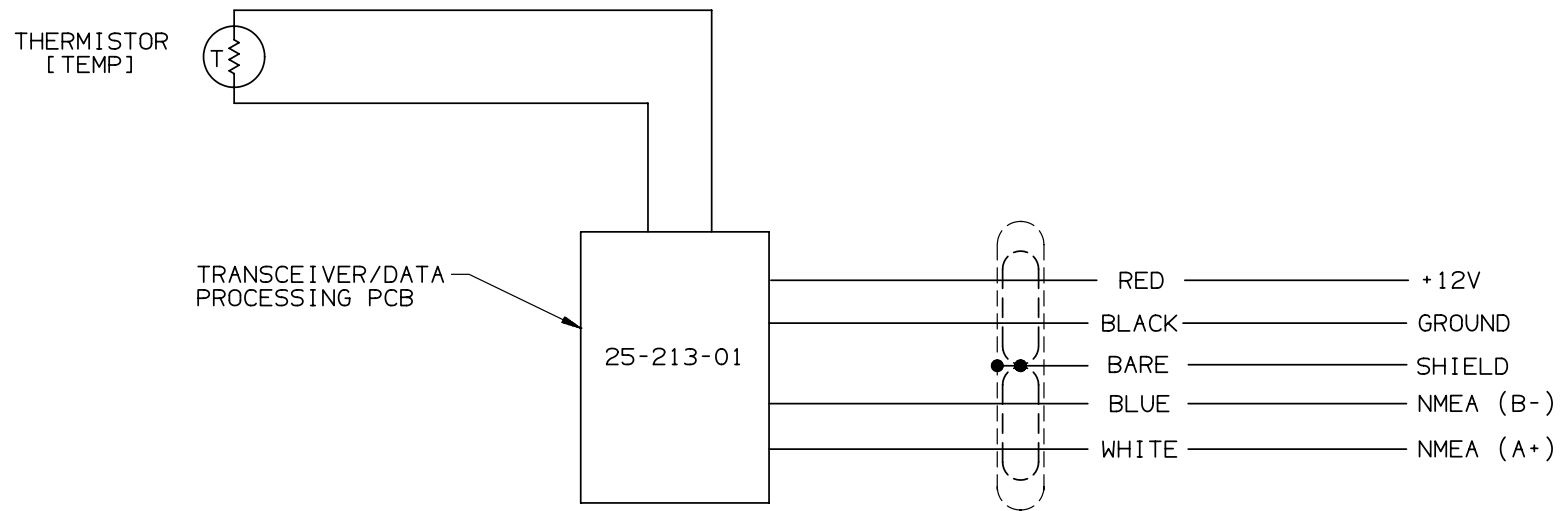 THERMISTOR
[TEMP]
T
TRANSCEIVER/DATA
PROCESSING PCB
25-213-01
RED +12V
BLACK GROUND
BARE SHIELD
BLUE NMEA (B-)
WHITE NMEA (A+)